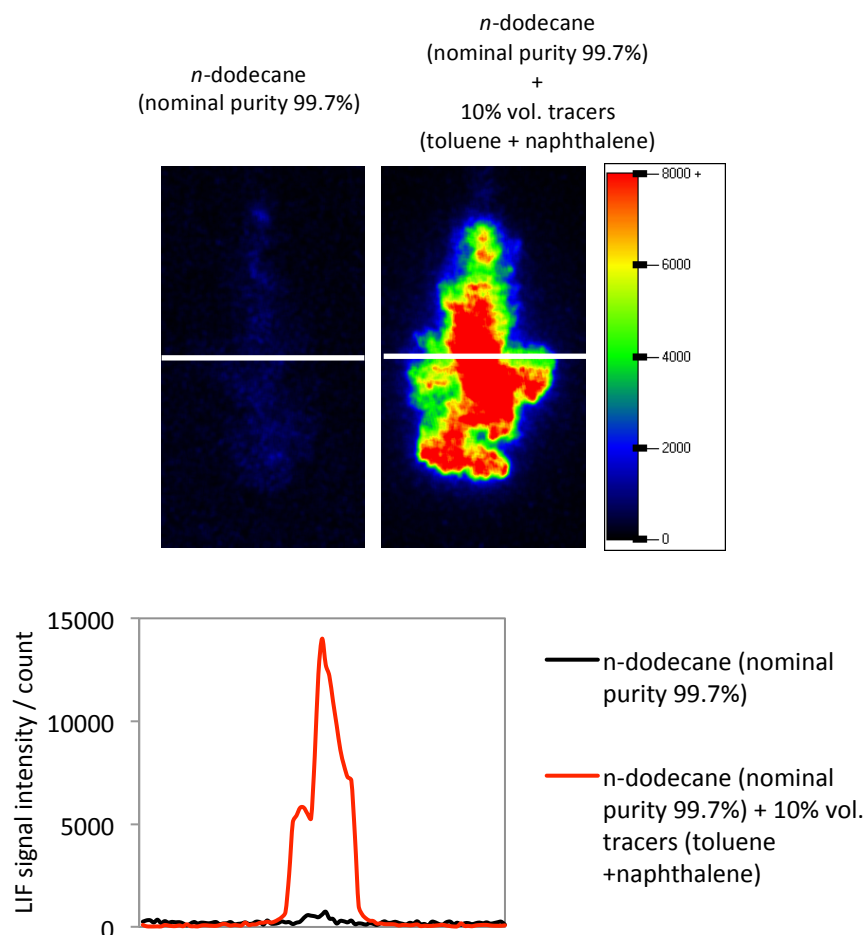 n-dodecane
(nominal purity 99.7%)
n-dodecane
(nominal purity 99.7%)
+
10% vol. tracers
(toluene + naphthalene)
8000 +
6000
4000
2000
0
LIF signal intensity / count
15000
10000
5000
0
n-dodecane (nominal
purity 99.7%)
n-dodecane (nominal
purity 99.7%) + 10% vol.
tracers (toluene
+naphthalene)